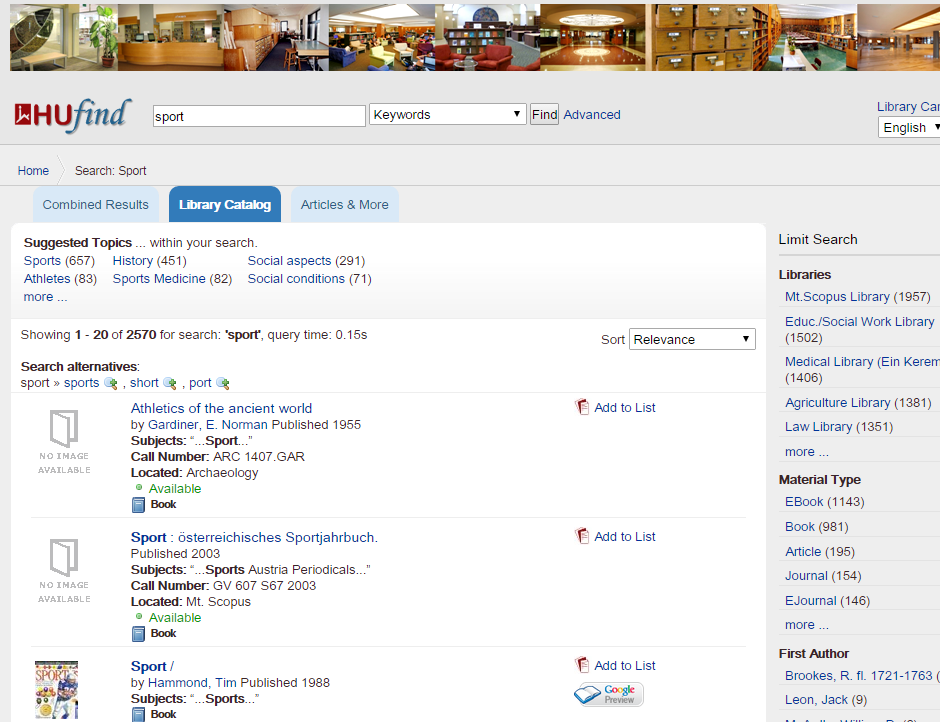 HUfind
sport
Keywords
Find
Advanced
Library Car
English
Home
Search: Sport
Combined Results
Library Catalog
Articles & More
Suggested Topics ... within your search.
Sports (657) History (451) Social aspects (291)
Athletes (83) Sports Medicine (82) Social conditions (71)
more ...
Showing 1 - 20 of 2570 for search: 'sport', query time: 0.15s
Sort Relevance
Search alternatives:
sport » sports , short , port
NO IMAGE
AVAILABLE
Athletics of the ancient world
by Gardiner, E. Norman Published 1955
Subjects: “...Sport...”
Call Number: ARC 1407.GAR
Located: Archaeology
Available
Book
Add to List
NO IMAGE
AVAILABLE
Sport : österreichisches Sportjahrbuch.
Published 2003
Subjects: “...Sports Austria Periodicals...”
Call Number: GV 607 S67 2003
Located: Mt. Scopus
Available
Book
Add to List
SPORTS
Sport /
by Hammond, Tim Published 1988
Subjects: “...Sports...”
Book
Add to List
Google
Preview
Limit Search
Libraries
Mt.Scopus Library (1957)
Educ./Social Work Library
(1502)
Medical Library (Ein Kerem
(1406)
Agriculture Library (1381)
Law Library (1351)
more ...
Material Type
EBook (1143)
Book (981)
Article (195)
Journal (154)
EJournal (146)
more ...
First Author
Brookes, R. fl. 1721-1763 (
Leon, Jack (9)